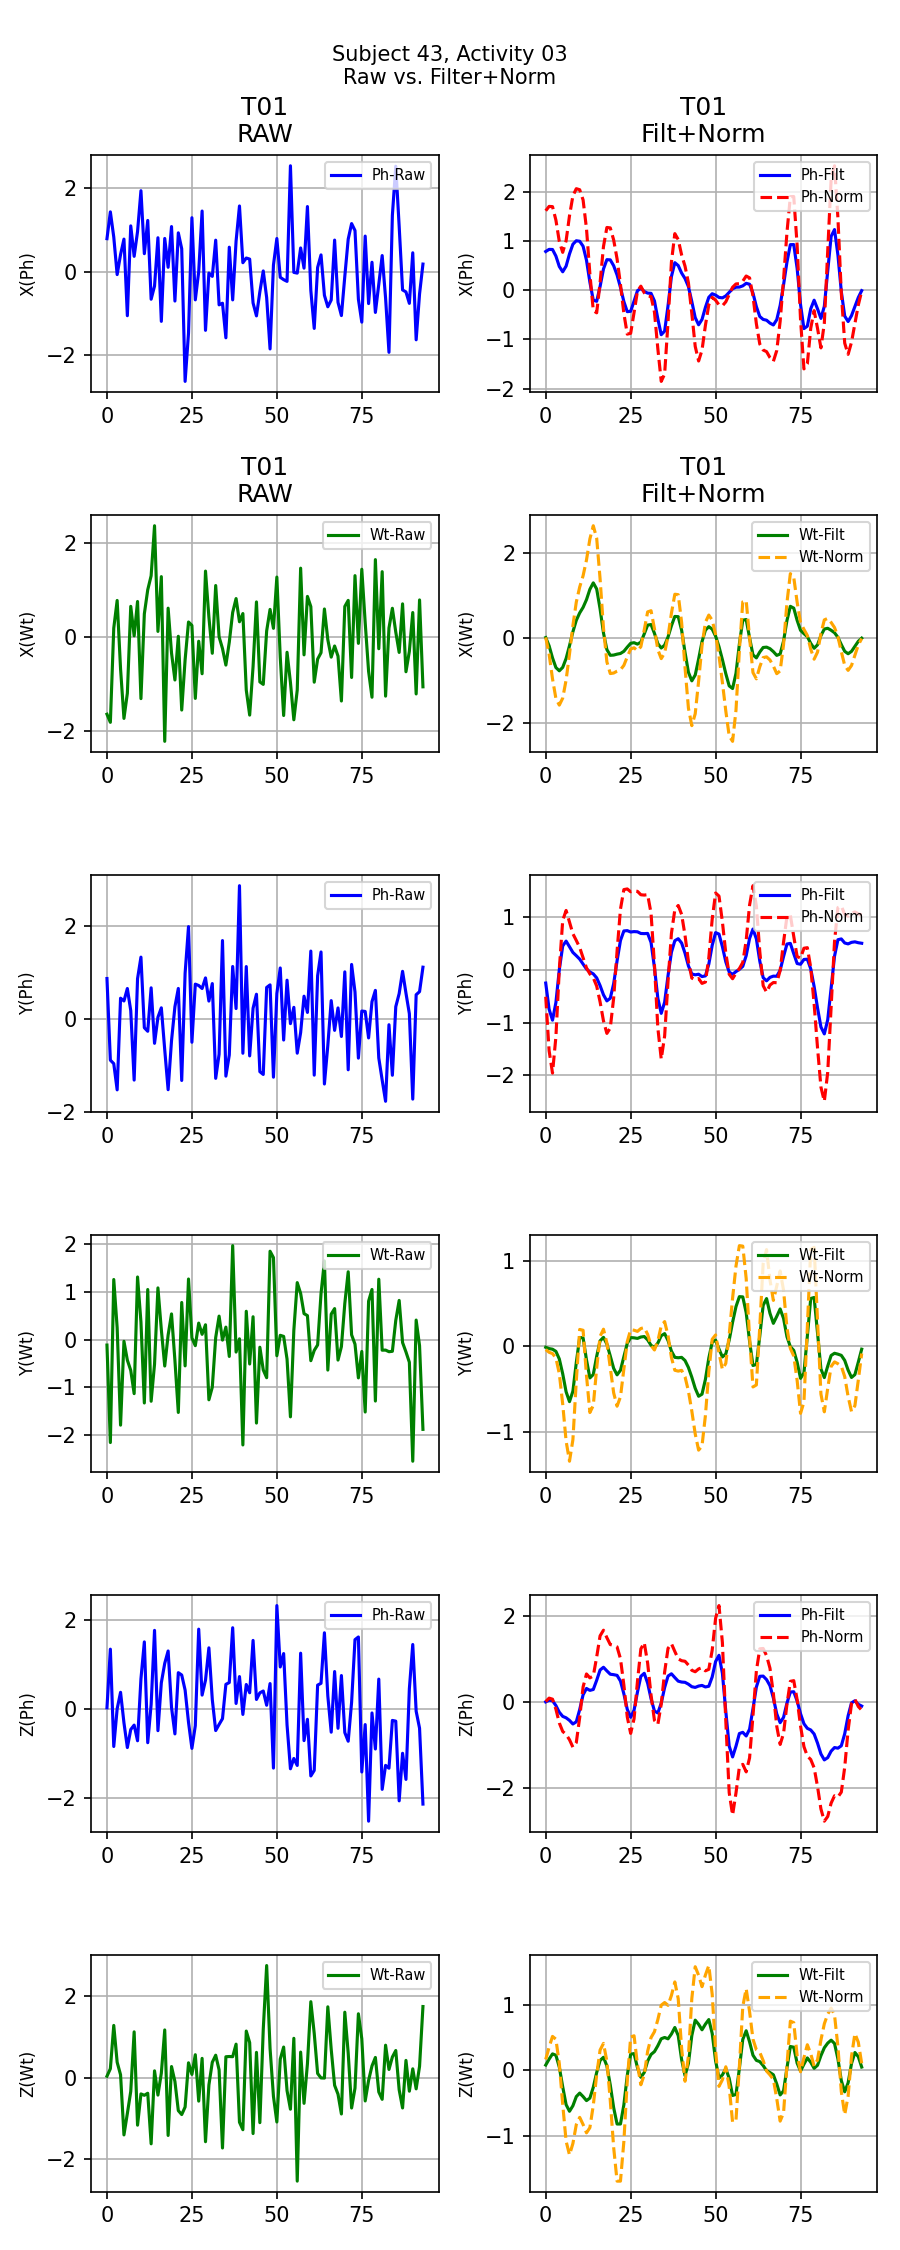 Subject 43, Activity 03
Raw vs. Filter+Norm
T01
RAW
T01
Filt+Norm
X(Ph)
2
0
−2
0 25 50 75
Ph-Raw
X(Ph)
2
1
0
−1
−2
0 25 50 75
Ph-Filt
Ph-Norm
T01
RAW
T01
Filt+Norm
X(Wt)
2
0
−2
0 25 50 75
Wt-Raw
X(Wt)
2
0
−2
0 25 50 75
Wt-Filt
Wt-Norm
Y(Ph)
2
0
−2
0 25 50 75
Ph-Raw
Y(Ph)
1
0
−1
−2
0 25 50 75
Ph-Filt
Ph-Norm
Y(Wt)
2
1
0
−1
−2
0 25 50 75
Wt-Raw
Y(Wt)
1
0
−1
0 25 50 75
Wt-Filt
Wt-Norm
Z(Ph)
2
0
−2
0 25 50 75
Ph-Raw
Z(Ph)
2
0
−2
0 25 50 75
Ph-Filt
Ph-Norm
Z(Wt)
2
0
−2
0 25 50 75
Wt-Raw
Z(Wt)
1
0
−1
0 25 50 75
Wt-Filt
Wt-Norm